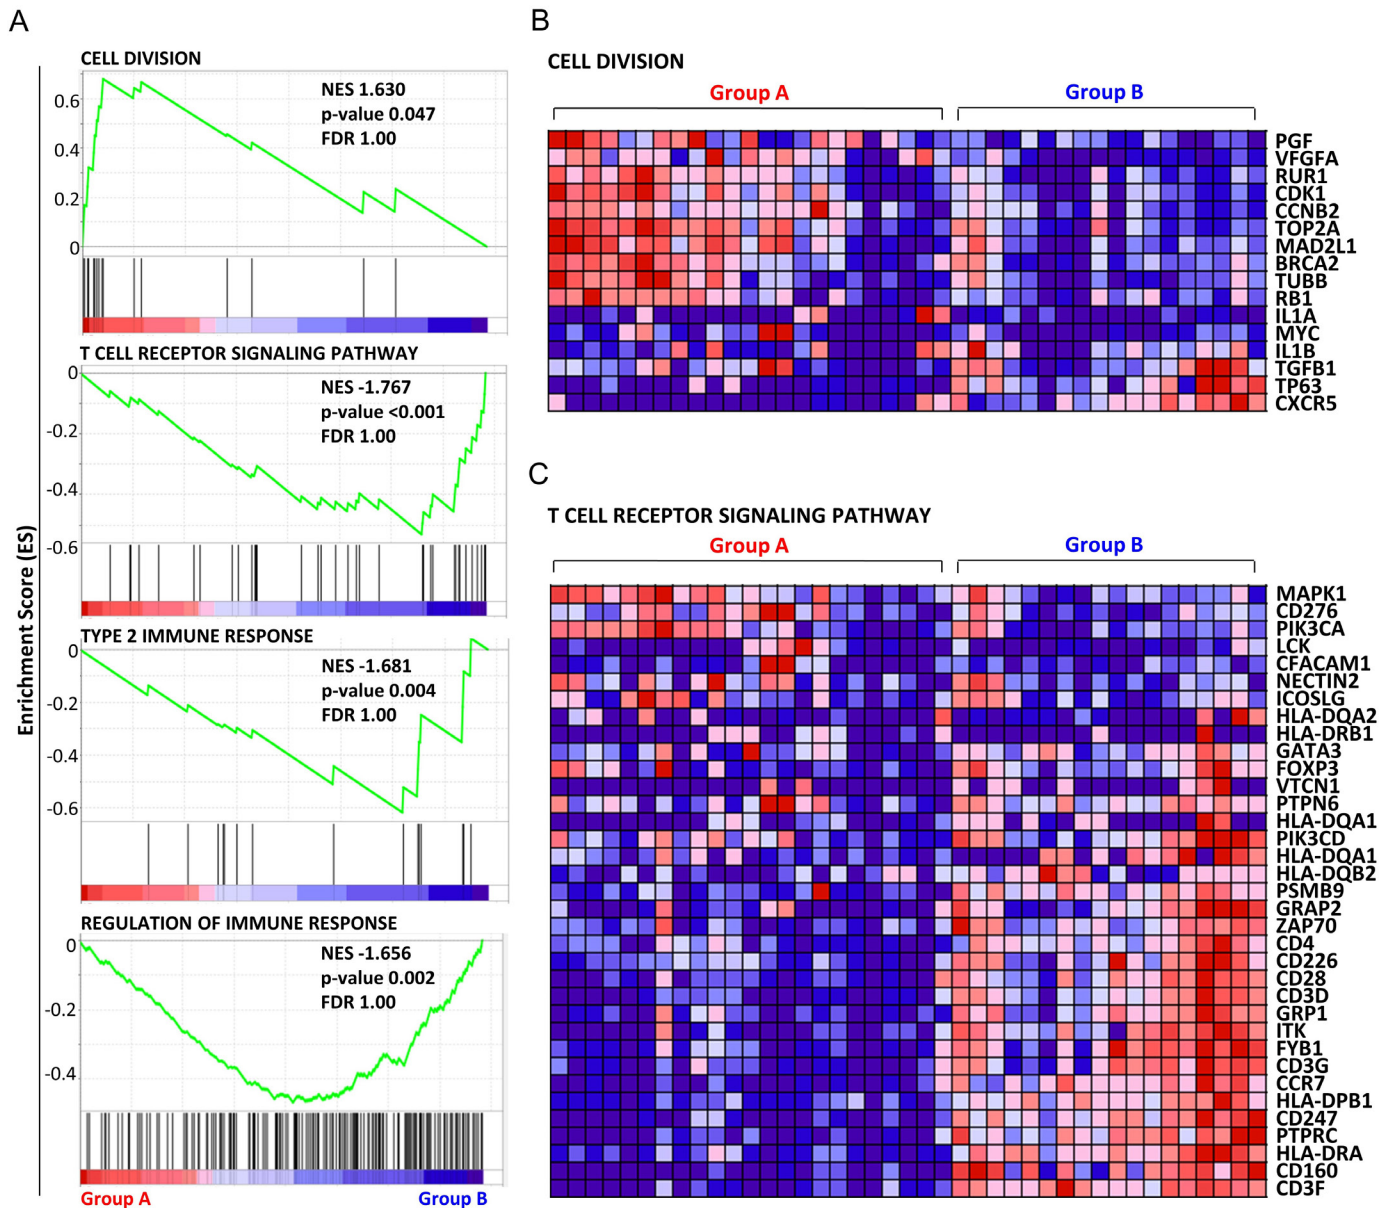 A
CELL DIVISION
NES 1.630
p-value 0.047
FDR 1.00
0.6
0.4
0.2
0
T CELL RECEPTOR SIGNALING PATHWAY
NES -1.767
p-value <0.001
FDR 1.00
0
-0.2
-0.4
-0.6
TYPE 2 IMMUNE RESPONSE
NES -1.681
p-value 0.004
FDR 1.00
0
-0.2
-0.4
-0.6
REGULATION OF IMMUNE RESPONSE
NES -1.656
p-value 0.002
FDR 1.00
0
-0.2
-0.4
Enrichment Score (ES)
Group A
Group B
B
CELL DIVISION
Group A
Group B
PGF
VFGFA
RUR1
CDK1
CCNB2
TOP2A
MAD2L1
BRCA2
TUBB
RB1
IL1A
MYC
IL1B
TGFB1
TP63
CXCR5
C
T CELL RECEPTOR SIGNALING PATHWAY
Group A
Group B
MAPK1
CD276
PIK3CA
LCK
CFACAM1
NECTIN2
ICOSLG
HLA-DQA2
HLA-DRB1
GATA3
FOXP3
VTCN1
PTPN6
HLA-DQA1
PIK3CD
HLA-DQA1
HLA-DQB2
PSMB9
GRAP2
ZAP70
CD4
CD226
CD28
CD3D
GRP1
ITK
FYB1
CD3G
CCR7
HLA-DPB1
CD247
PTPRC
HLA-DRA
CD160
CD3F